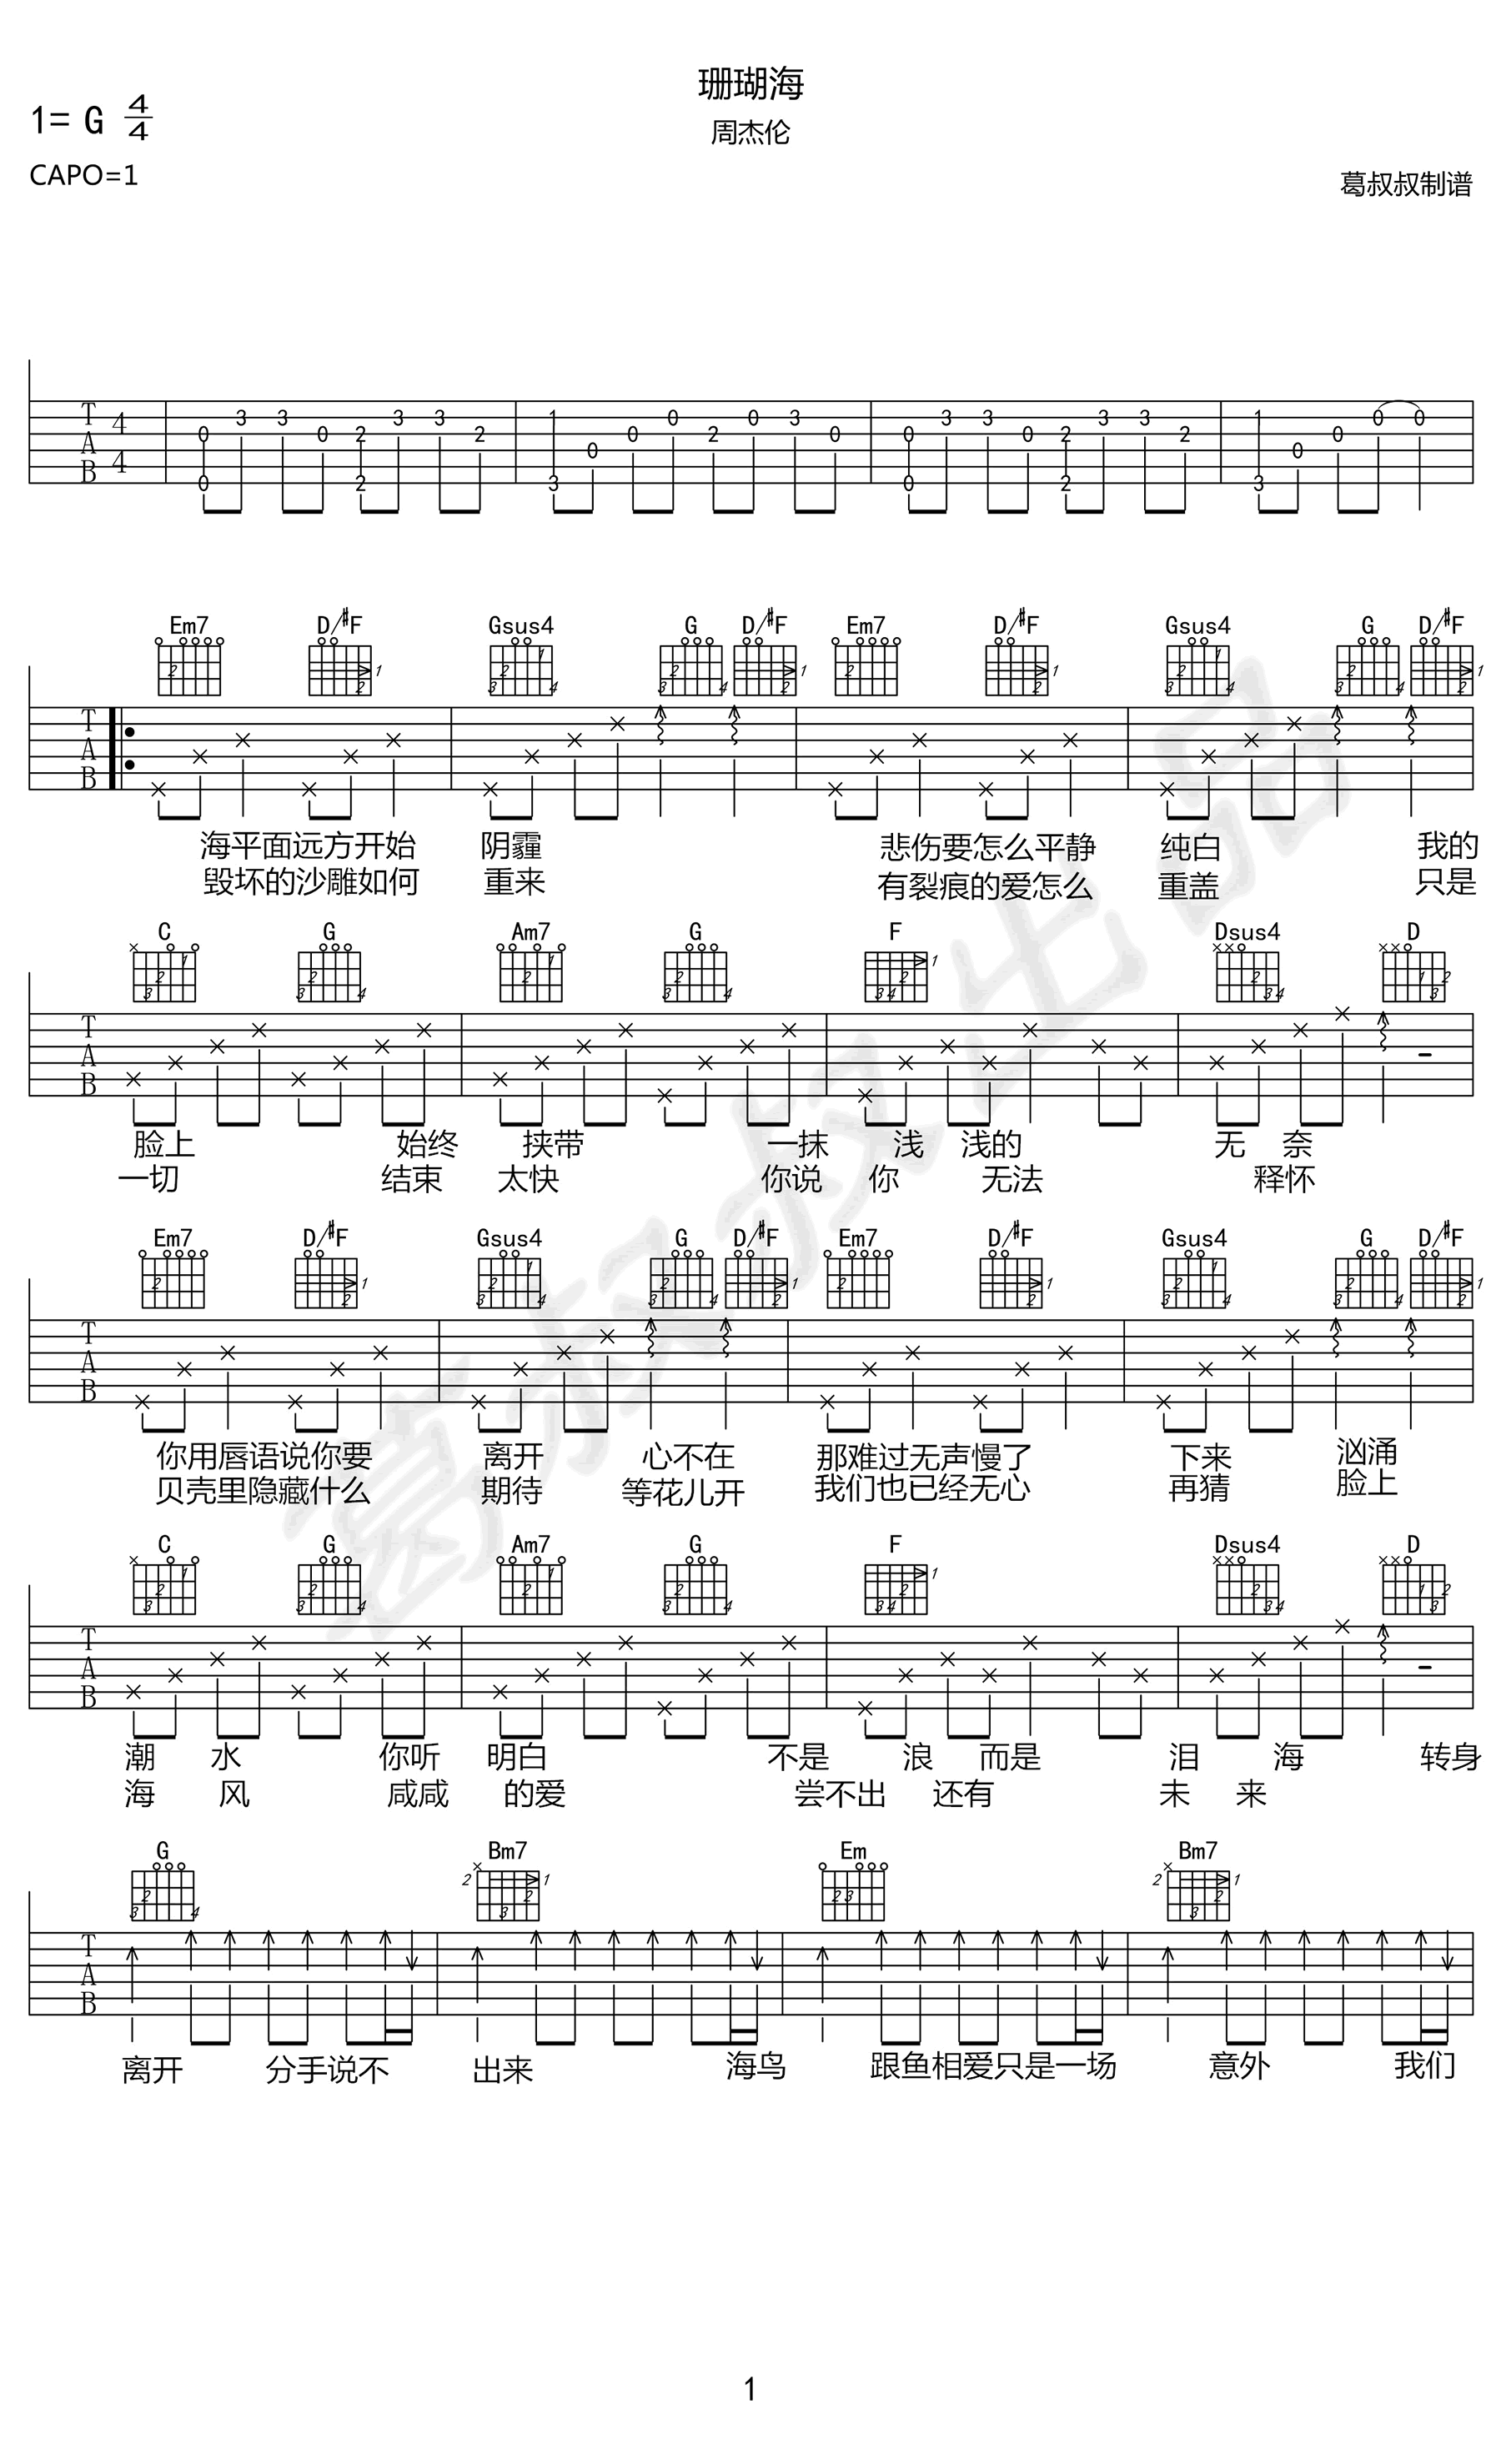 珊瑚海
1= G 4/4
周杰伦
CAPO=1
葛叔叔制谱
T A B 4 4
0 0 3 3 0 2 2 3 3 2 1 3 0 0 0 2 0 3 0 0 0 3 3 0 2 2 3 3 2 1 3 0 0 0 0
Em7 D/#F Gsus4 G D/#F Em7 D/#F Gsus4 G D/#F
T A B
海平面远方开始 阴霾 悲伤要怎么平静 纯白 我的
毁坏的沙雕如何 重来 有裂痕的爱怎么 重盖 只是
C G Am7 G F Dsus4 D
T A B
脸上 始终 挟带 一抹 浅 浅的 无 奈
一切 结束 太快 你说 你 无法 释怀
Em7 D/#F Gsus4 G D/#F Em7 D/#F Gsus4 G D/#F
T A B
你用唇语说你要 离开 心不在 那难过无声慢了 下来 汹涌
贝壳里隐藏什么 期待 等花儿开 我们也已经无心 再猜 脸上
C G Am7 G F Dsus4 D
T A B
潮 水 你听 明白 不是 浪 而是 泪 海 转身
海 风 咸咸 的爱 尝不出 还有 未 来
G Bm7 Em Bm7
T A B
离开 分手说不 出来 海鸟 跟鱼相爱只是一场 意外 我们
葛叔叔出品
1